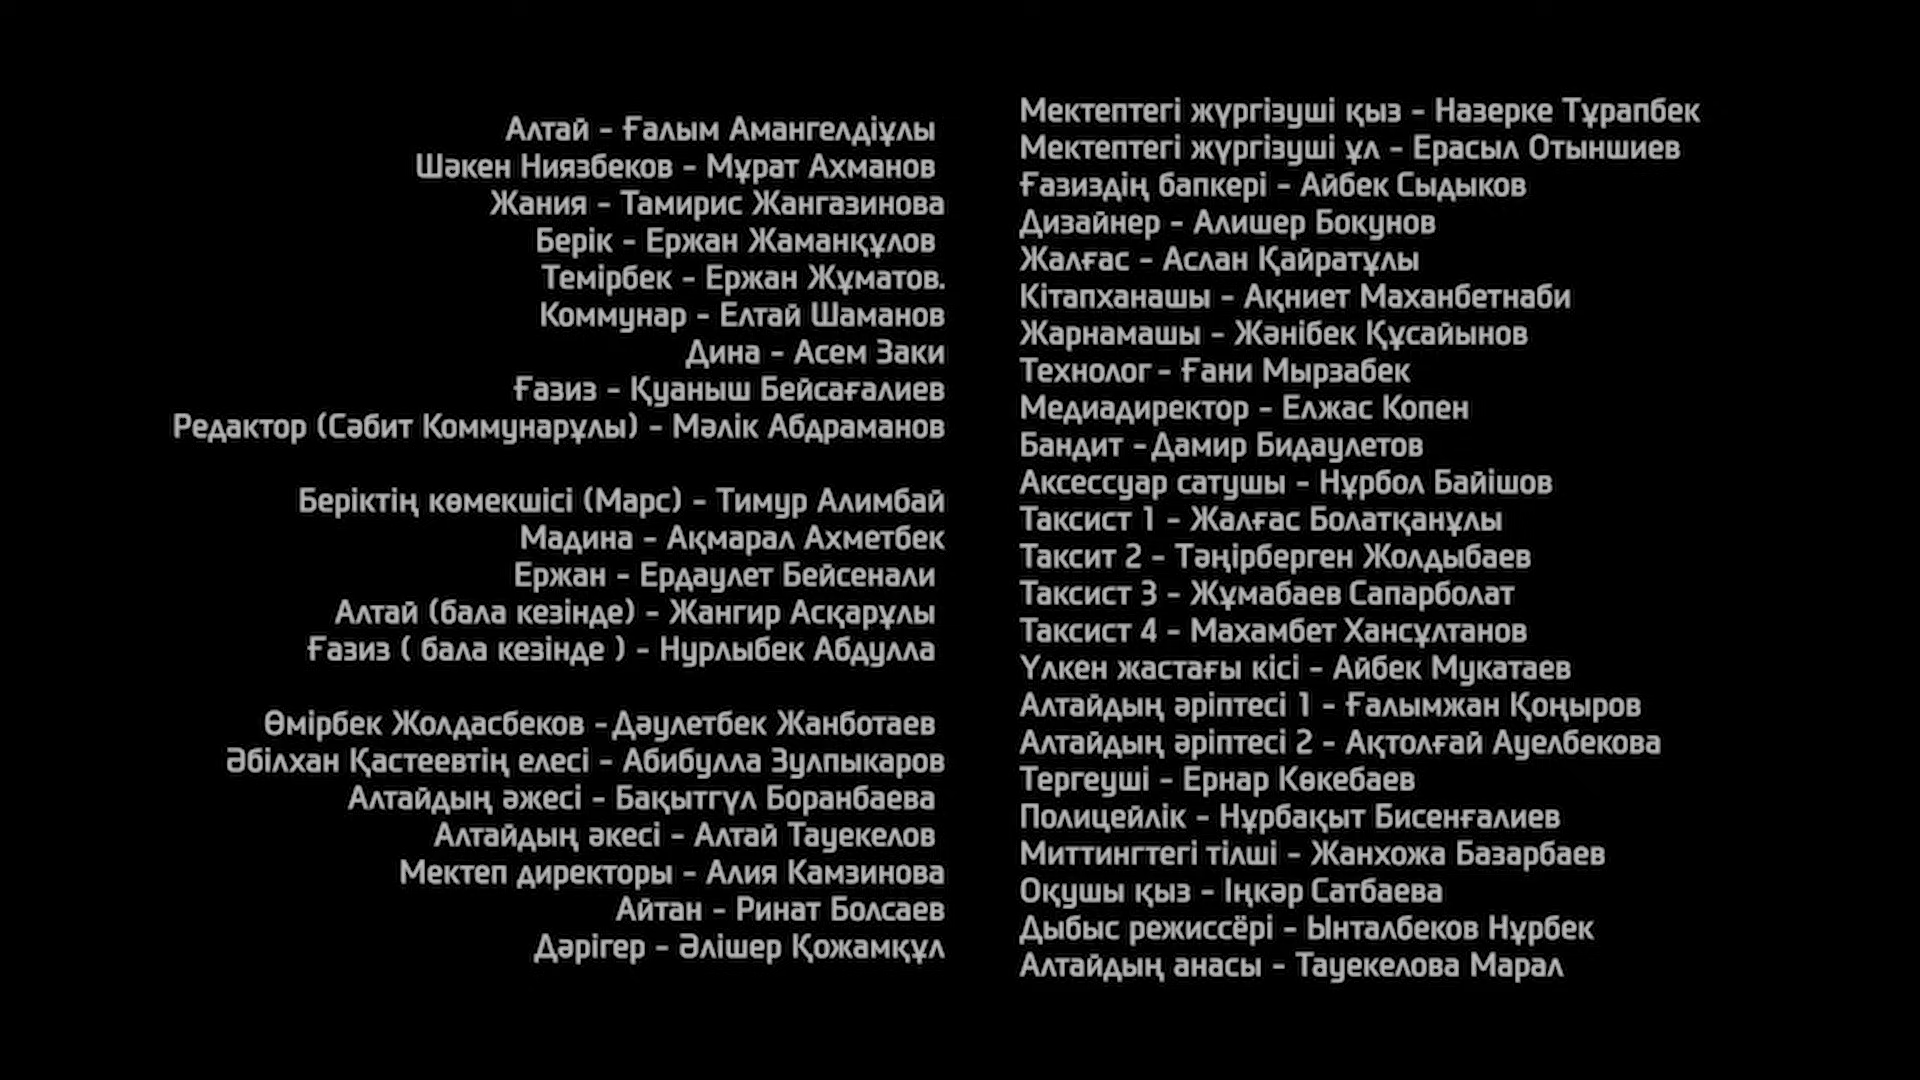 Алтай - Ғалым Амангелдіұлы
Шәкен Ниязбеков - Мұрат Ахманов
Жания - Тамирис Жангазинова
Берік - Ержан Жаманқұлов
Темірбек - Ержан Жұматов.
Коммунар - Елтай Шаманов
Дина - Асем Заки
Ғазиз - Қуаныш Бейсағалиев
Редактор (Сәбит Коммунарұлы) - Мәлік Абдраманов
Беріктің көмекшісі (Марс) - Тимур Алимбай
Мадина - Ақмарал Ахметбек
Ержан - Ердаулет Бейсенали
Алтай (бала кезінде) - Жангир Асқарұлы
Ғазиз ( бала кезінде ) - Нурлыбек Абдулла
Өмірбек Жолдасбеков -Дәулетбек Жанботаев
Әбілхан Қастеевтің елесі - Абибулла Зулпыкаров
Алтайдың әжесі - Бақытгүл Боранбаева
Алтайдың әкесі - Алтай Тауекелов
Мектеп директоры - Алия Камзинова
Айтан - Ринат Болсаев
Дәрігер - Әлішер Қожамқұл
Мектептегі жүргізуші қыз - Назерке Тұрапбек
Мектептегі жүргізуші ұл - Ерасыл Отыншиев
Ғазиздің бапкері - Айбек Сыдыков
Дизайнер - Алишер Бокунов
Жалғас - Аслан Қайратұлы
Кітапханашы - Ақниет Маханбетнаби
Жарнамашы - Жәнібек Құсайынов
Технолог - Ғани Мырзабек
Медиадиректор - Елжас Копен
Бандит -Дамир Бидаулетов
Аксессуар сатушы - Нұрбол Байішов
Таксист 1 - Жалғас Болатқанұлы
Таксит 2 - Тәңірберген Жолдыбаев
Таксист 3 - Жұмабаев Сапарболат
Таксист 4 - Махамбет Хансұлтанов
Үлкен жастағы кісі - Айбек Мукатаев
Алтайдың әріптесі 1 - Ғалымжан Қоңыров
Алтайдың әріптесі 2 - Ақтолғай Ауелбекова
Тергеуші - Ернар Көкебаев
Полицейлік - Нұрбақыт Бисенғалиев
Миттингтегі тілші - Жанхожа Базарбаев
Оқушы қыз - Іңкәр Сатбаева
Дыбыс режиссёрі - Ынталбеков Нұрбек
Алтайдың анасы - Тауекелова Марал